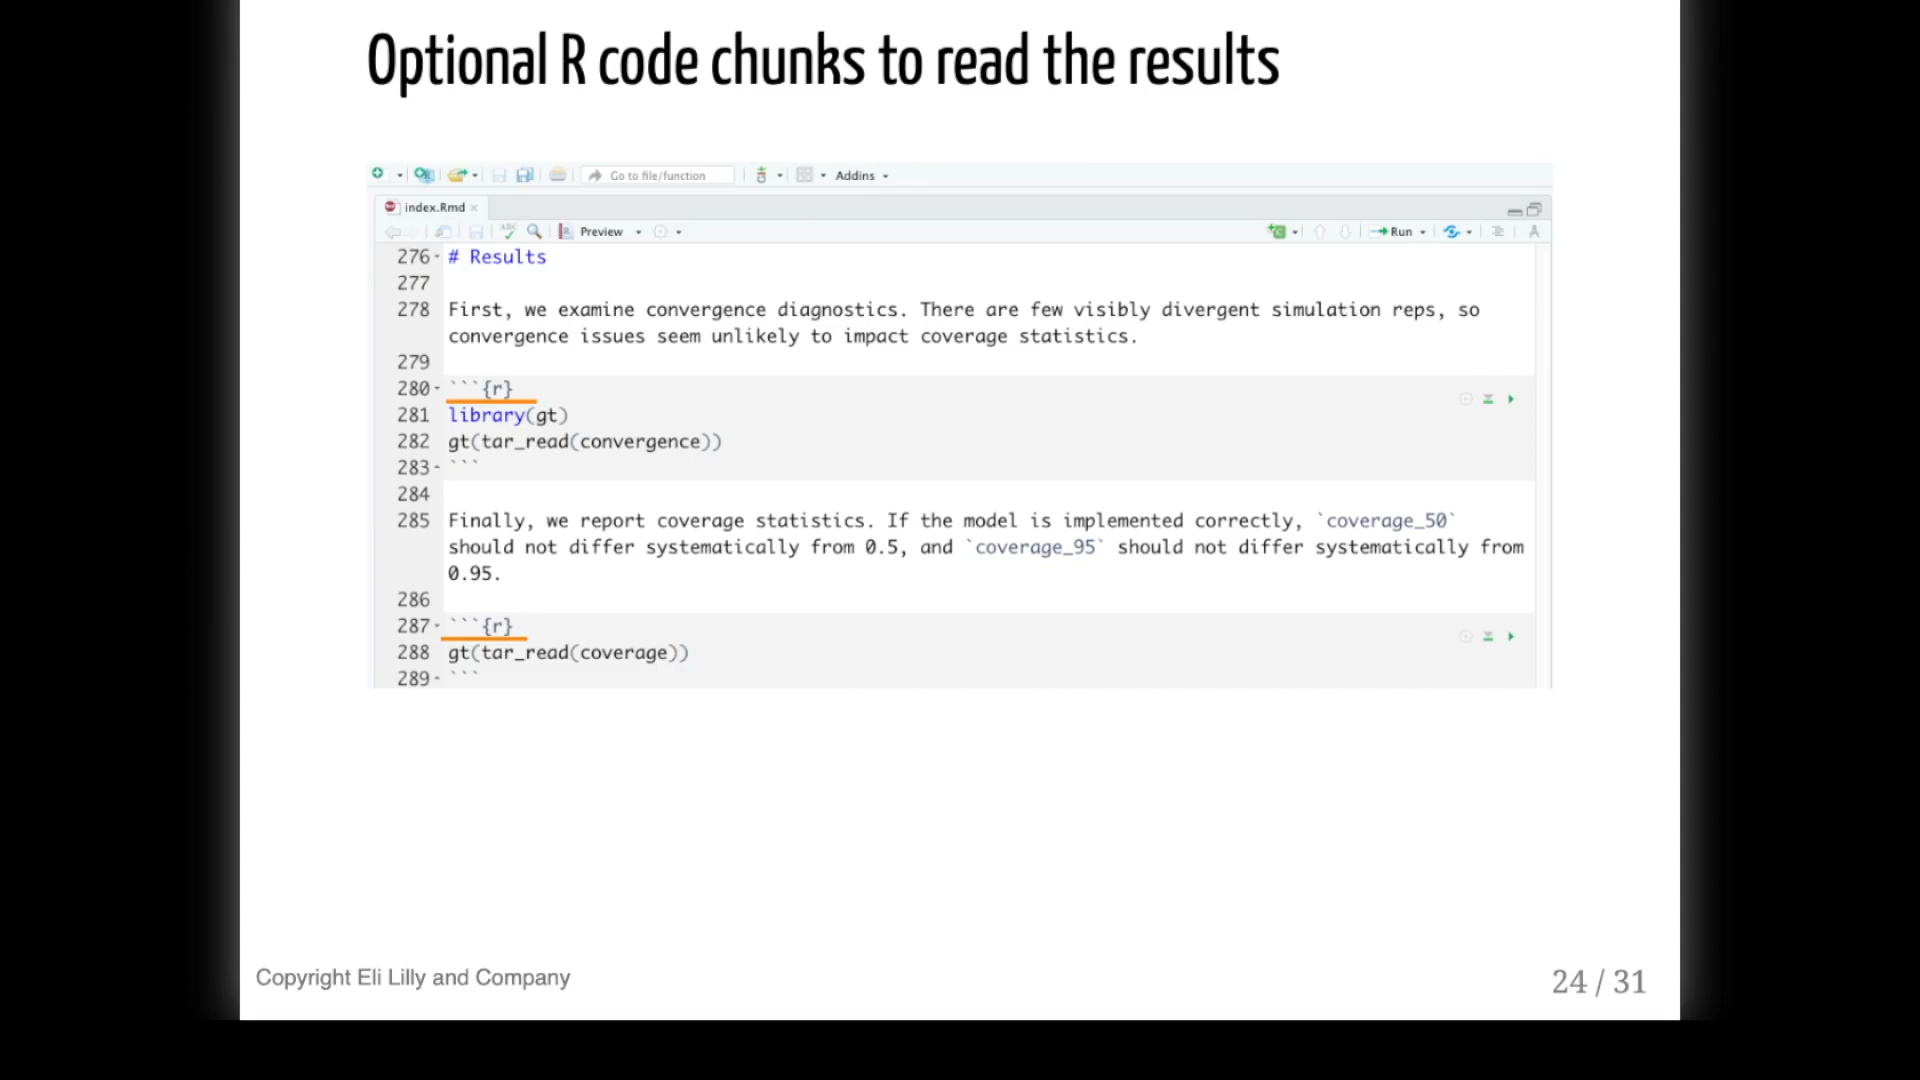 Optional R code chunks to read the results
Go to file/function
Addins
index.Rmd
ABC
Preview
Run
276 # Results
277
278 First, we examine convergence diagnostics. There are few visibly divergent simulation reps, so
convergence issues seem unlikely to impact coverage statistics.
279
280 ```{r}
281 library(gt)
282 gt(tar_read(convergence))
283 ```
284
285 Finally, we report coverage statistics. If the model is implemented correctly, `coverage_50`
should not differ systematically from 0.5, and `coverage_95` should not differ systematically from
0.95.
286
287 ```{r}
288 gt(tar_read(coverage))
289 ```
Copyright Eli Lilly and Company
24 / 31